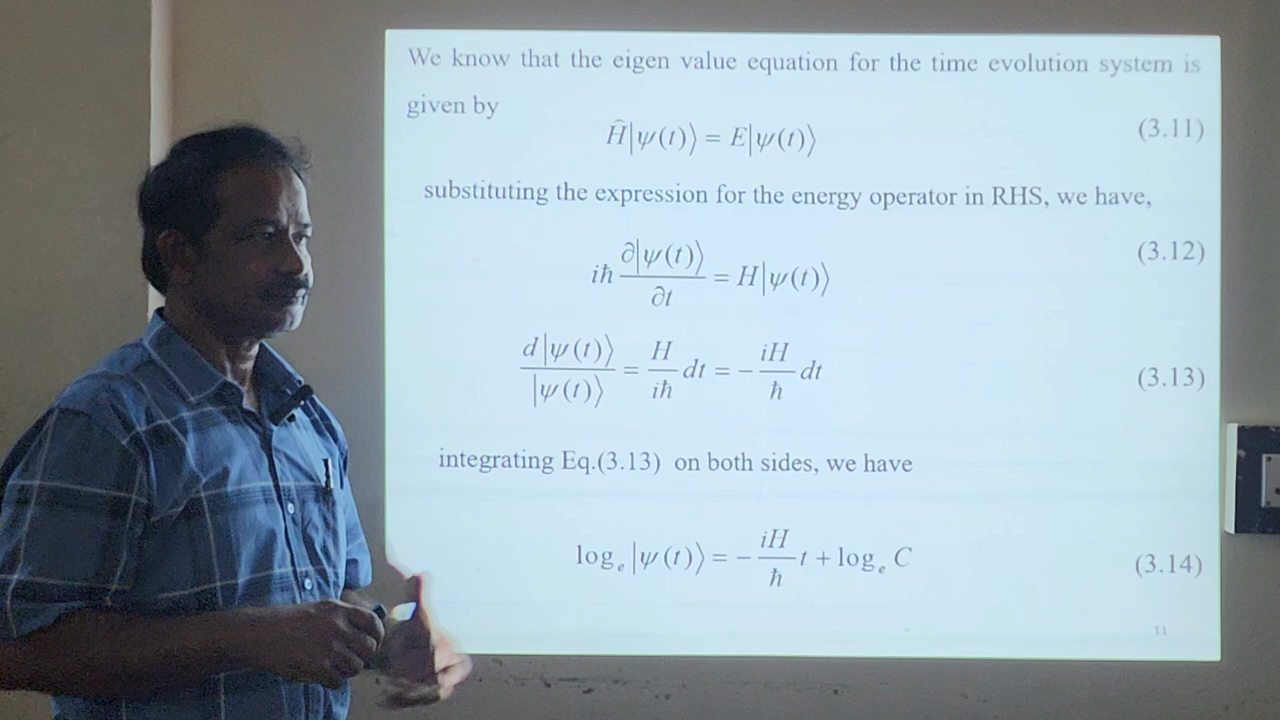 We know that the eigen value equation for the time evolution system is
given by
Ĥ|ψ(t)⟩ = E|ψ(t)⟩ (3.11)
substituting the expression for the energy operator in RHS, we have,
iħ ∂|ψ(t)⟩/∂t = H|ψ(t)⟩ (3.12)
d|ψ(t)⟩/|ψ(t)⟩ = H/iħ dt = − iH/ħ dt (3.13)
integrating Eq.(3.13) on both sides, we have
logₑ|ψ(t)⟩ = − iH/ħ t + logₑ C (3.14)
11